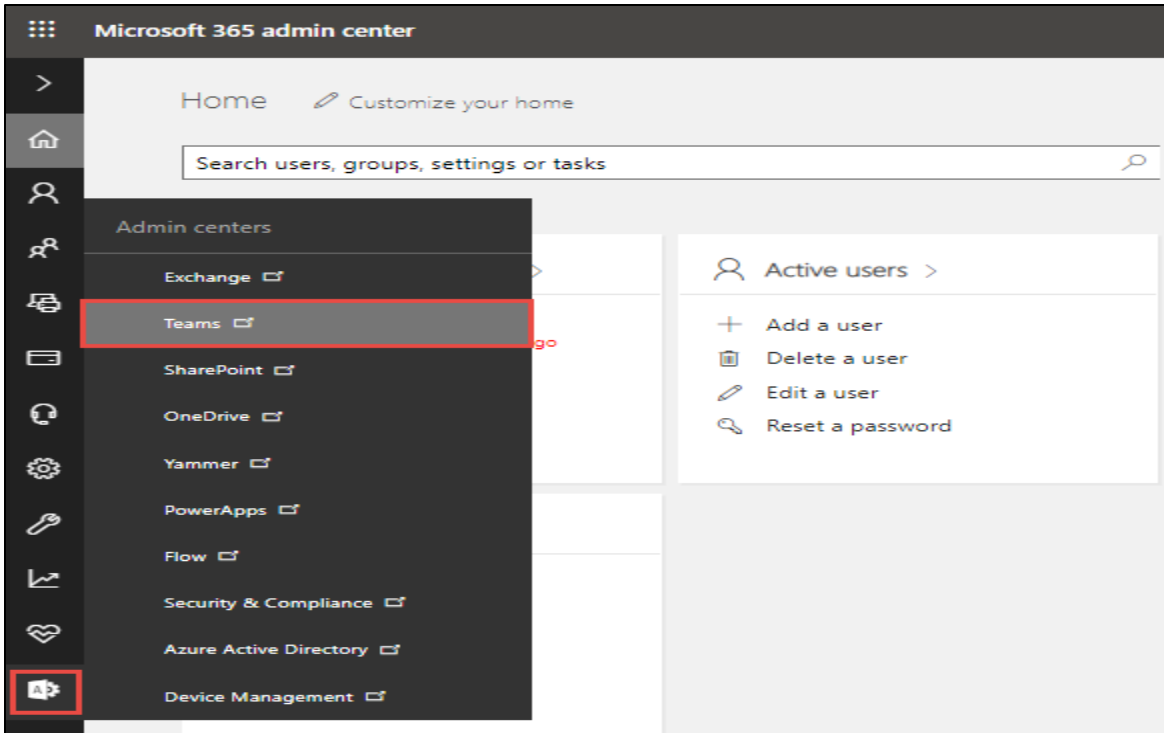 Microsoft 365 admin center
Home Customize your home
Search users, groups, settings or tasks
Admin centers
Exchange
Teams
SharePoint
OneDrive
Yammer
PowerApps
Flow
Security & Compliance
Azure Active Directory
Device Management
go
Active users >
Add a user
Delete a user
Edit a user
Reset a password